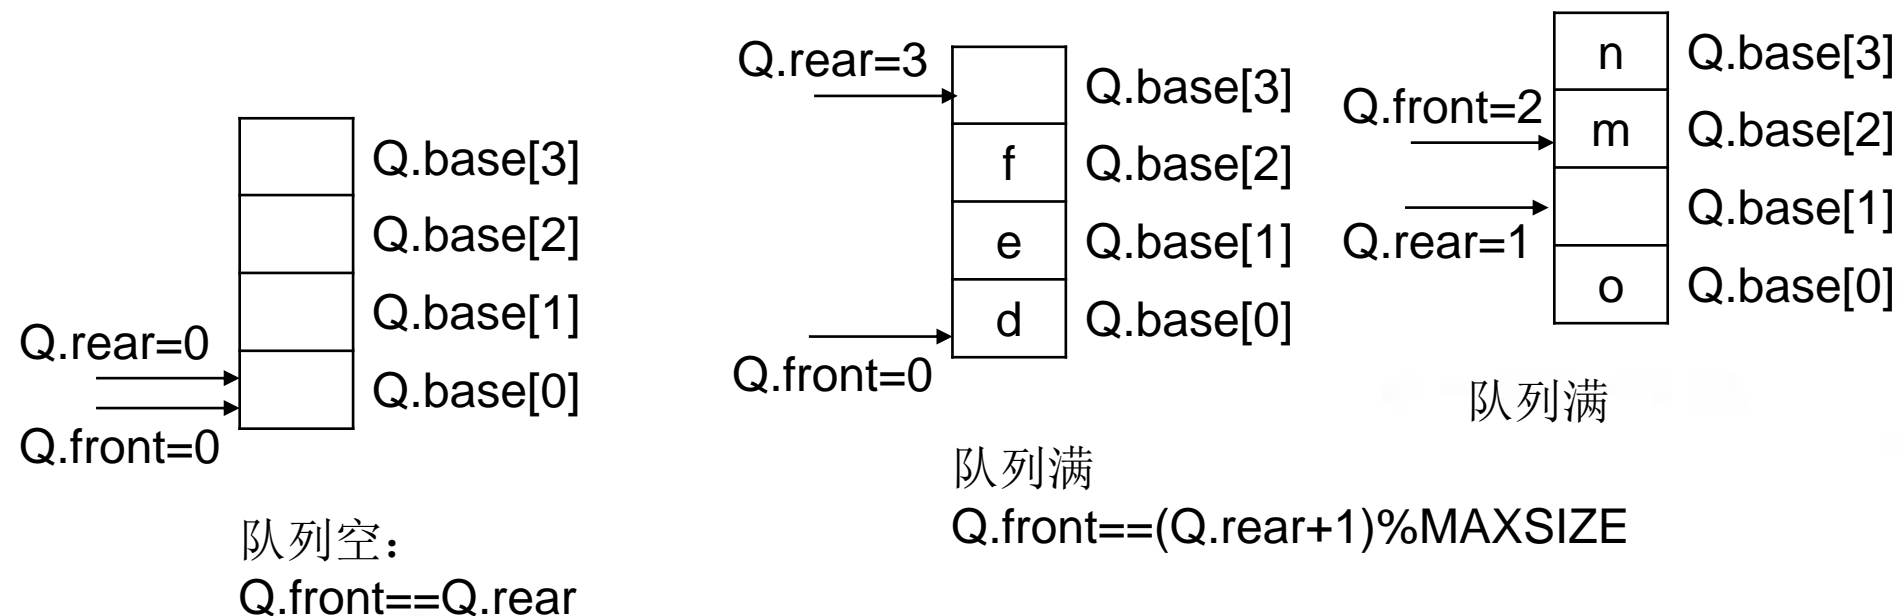 Q.base[3]
Q.base[2]
Q.rear=0
Q.base[1]
Q.base[0]
Q.front=0
队列空：
Q.front==Q.rear
Q.rear=3
Q.base[3]
f Q.base[2]
e Q.base[1]
d Q.base[0]
Q.front=0
队列满
Q.front==(Q.rear+1)%MAXSIZE
n Q.base[3]
Q.front=2
m Q.base[2]
Q.base[1]
Q.rear=1
o Q.base[0]
队列满